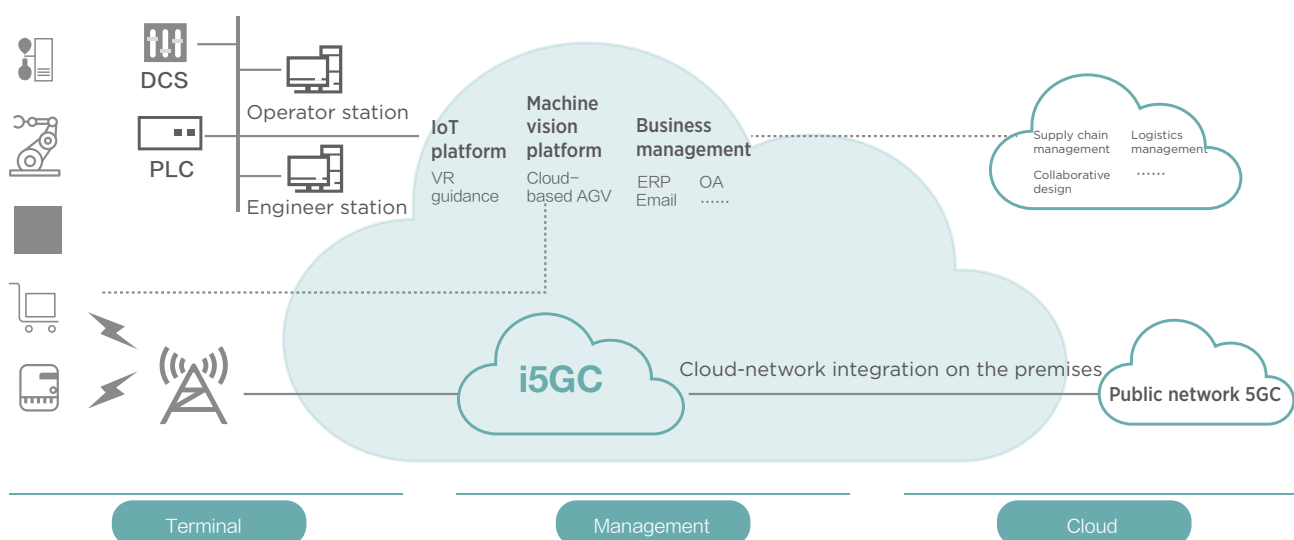 DCS
Operator station
PLC
Engineer station
IoT
platform
VR
guidance
Machine
vision
platform
Cloud-
based AGV
Business
management
ERP OA
Email ......
Supply chain
management
Logistics
management
Collaborative
design
......
i5GC
Cloud-network integration on the premises
Public network 5GC
Terminal
Management
Cloud